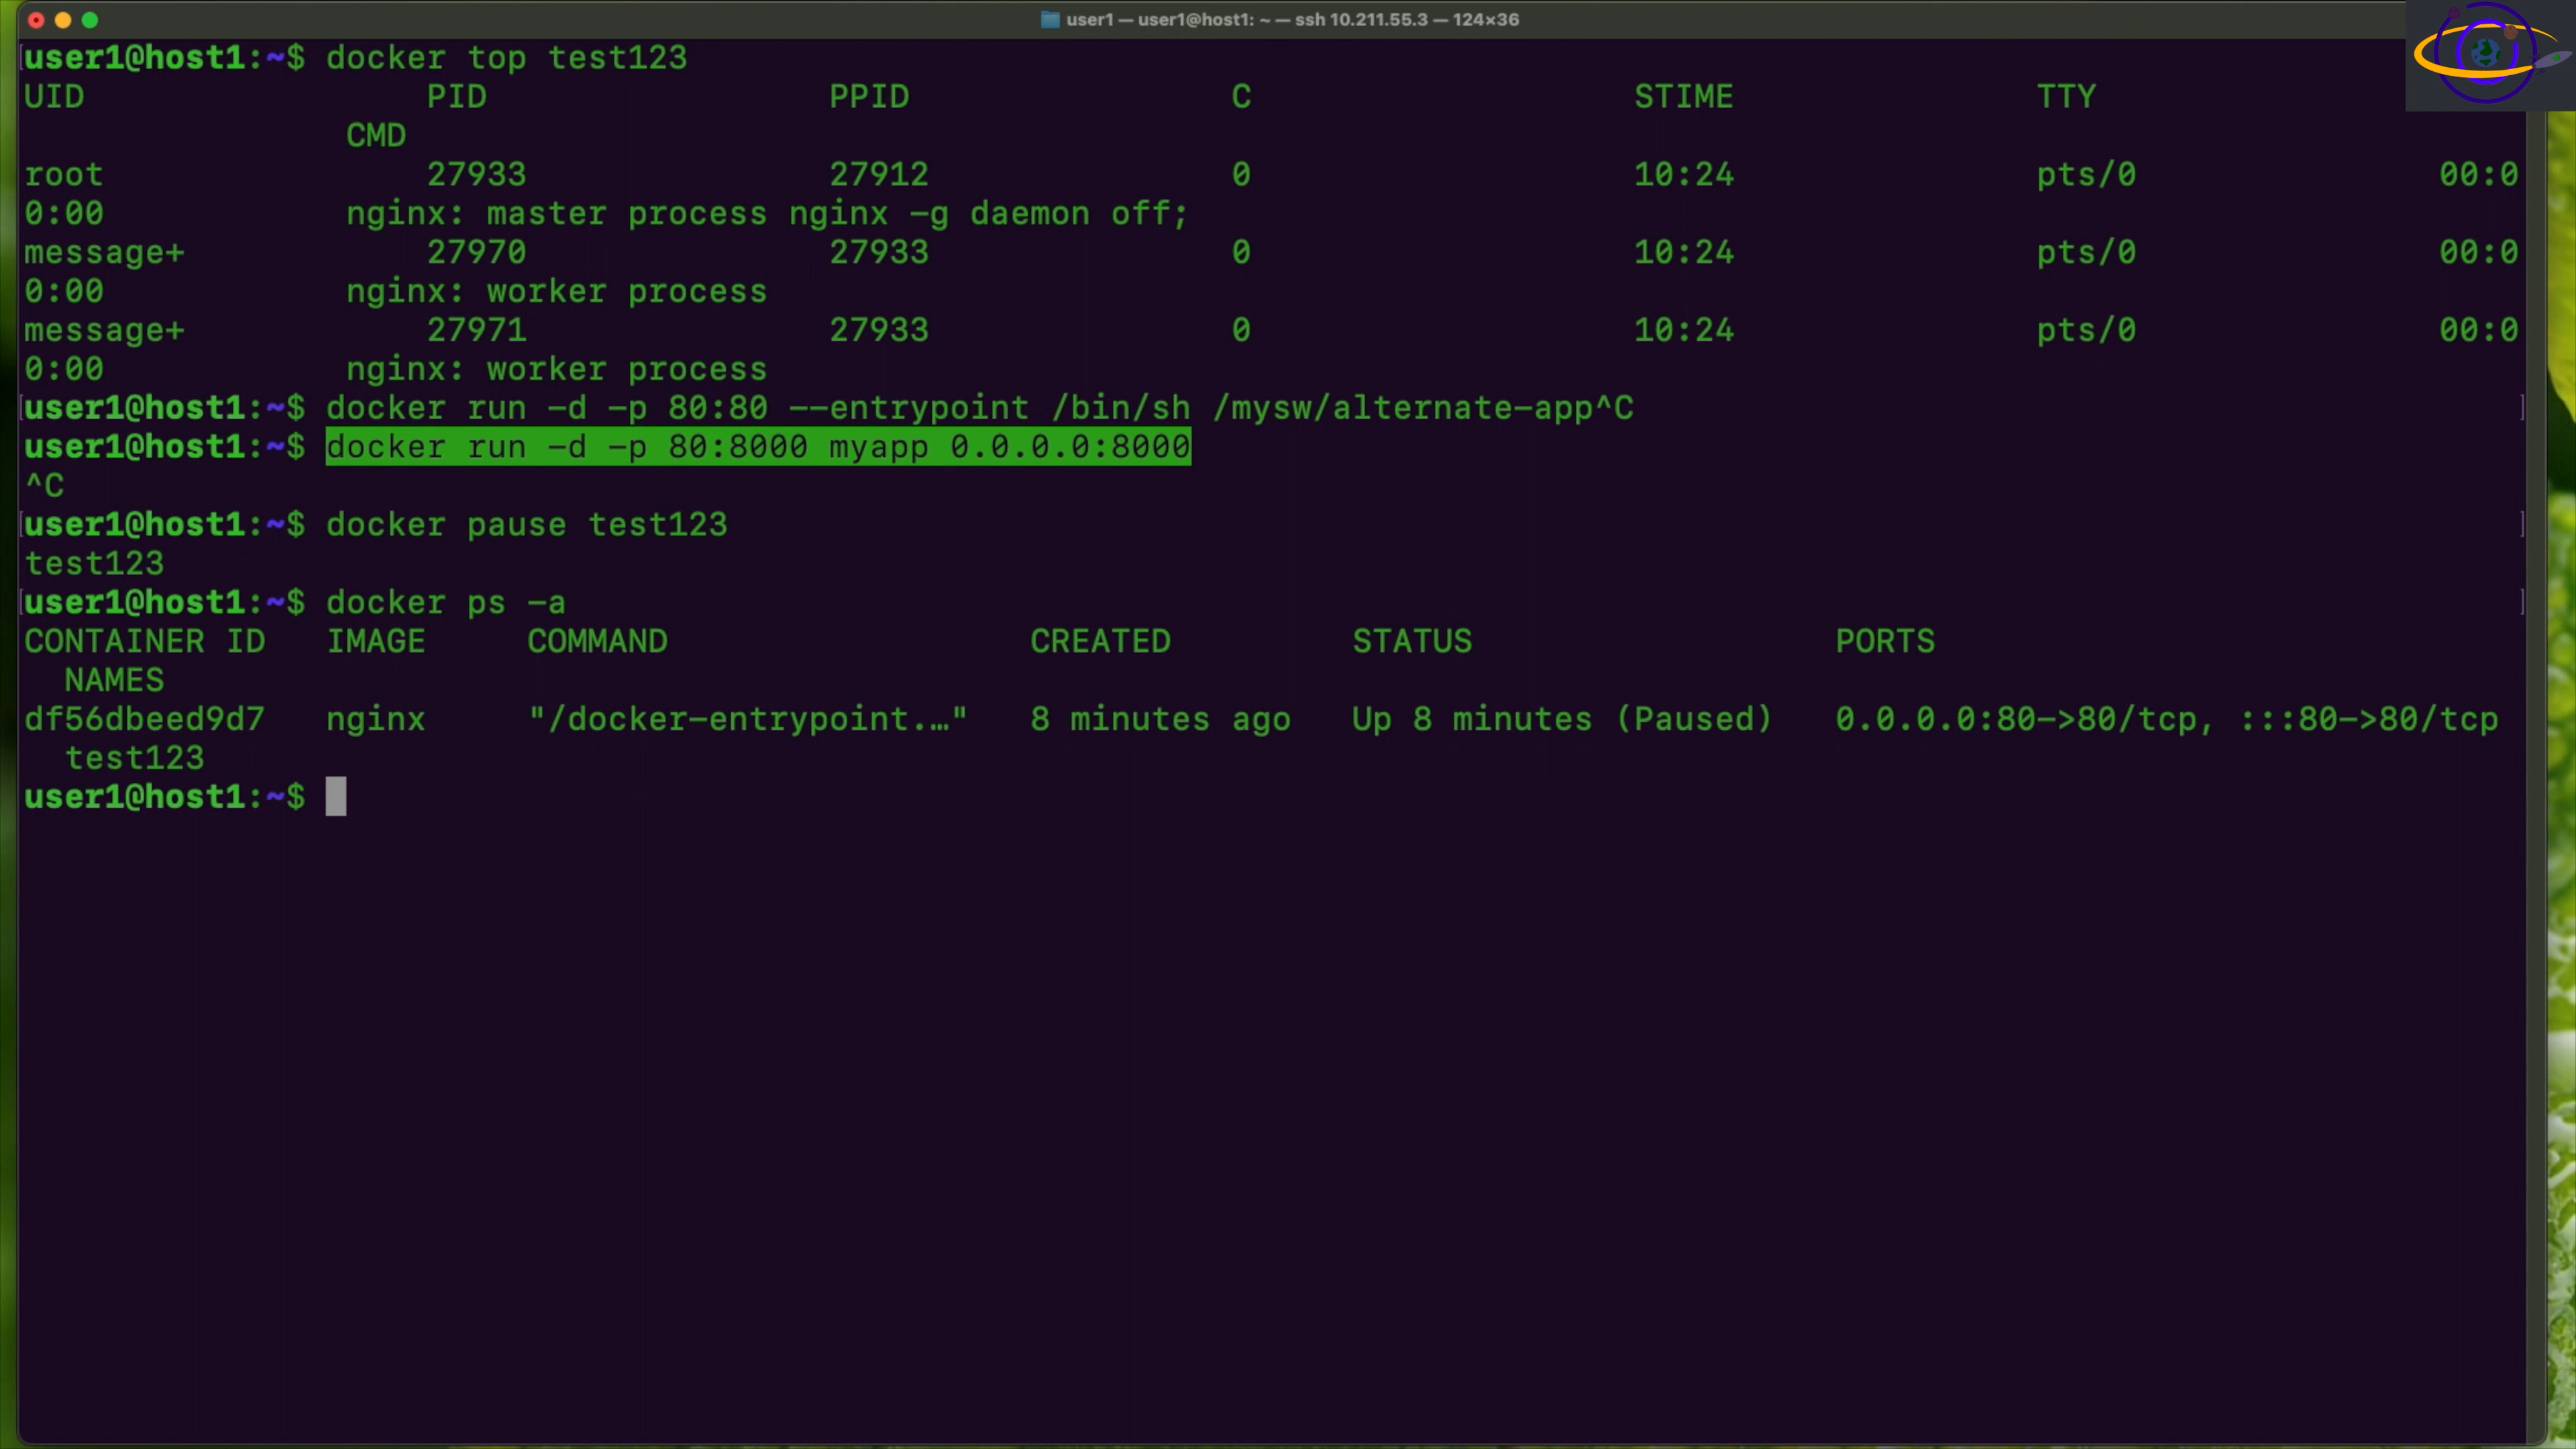 user1 — user1@host1: ~ — ssh 10.211.55.3 — 124×36
user1@host1:~$ docker top test123
UID PID PPID C STIME TTY
CMD
root 27933 27912 0 10:24 pts/0 00:0
0:00 nginx: master process nginx -g daemon off;
message+ 27970 27933 0 10:24 pts/0 00:0
0:00 nginx: worker process
message+ 27971 27933 0 10:24 pts/0 00:0
0:00 nginx: worker process
user1@host1:~$ docker run -d -p 80:80 --entrypoint /bin/sh /mysw/alternate-app^C
user1@host1:~$ docker run -d -p 80:8000 myapp 0.0.0.0:8000
^C
user1@host1:~$ docker pause test123
test123
user1@host1:~$ docker ps -a
CONTAINER ID IMAGE COMMAND CREATED STATUS PORTS
NAMES
df56dbeed9d7 nginx "/docker-entrypoint.…" 8 minutes ago Up 8 minutes (Paused) 0.0.0.0:80->80/tcp, :::80->80/tcp
test123
user1@host1:~$